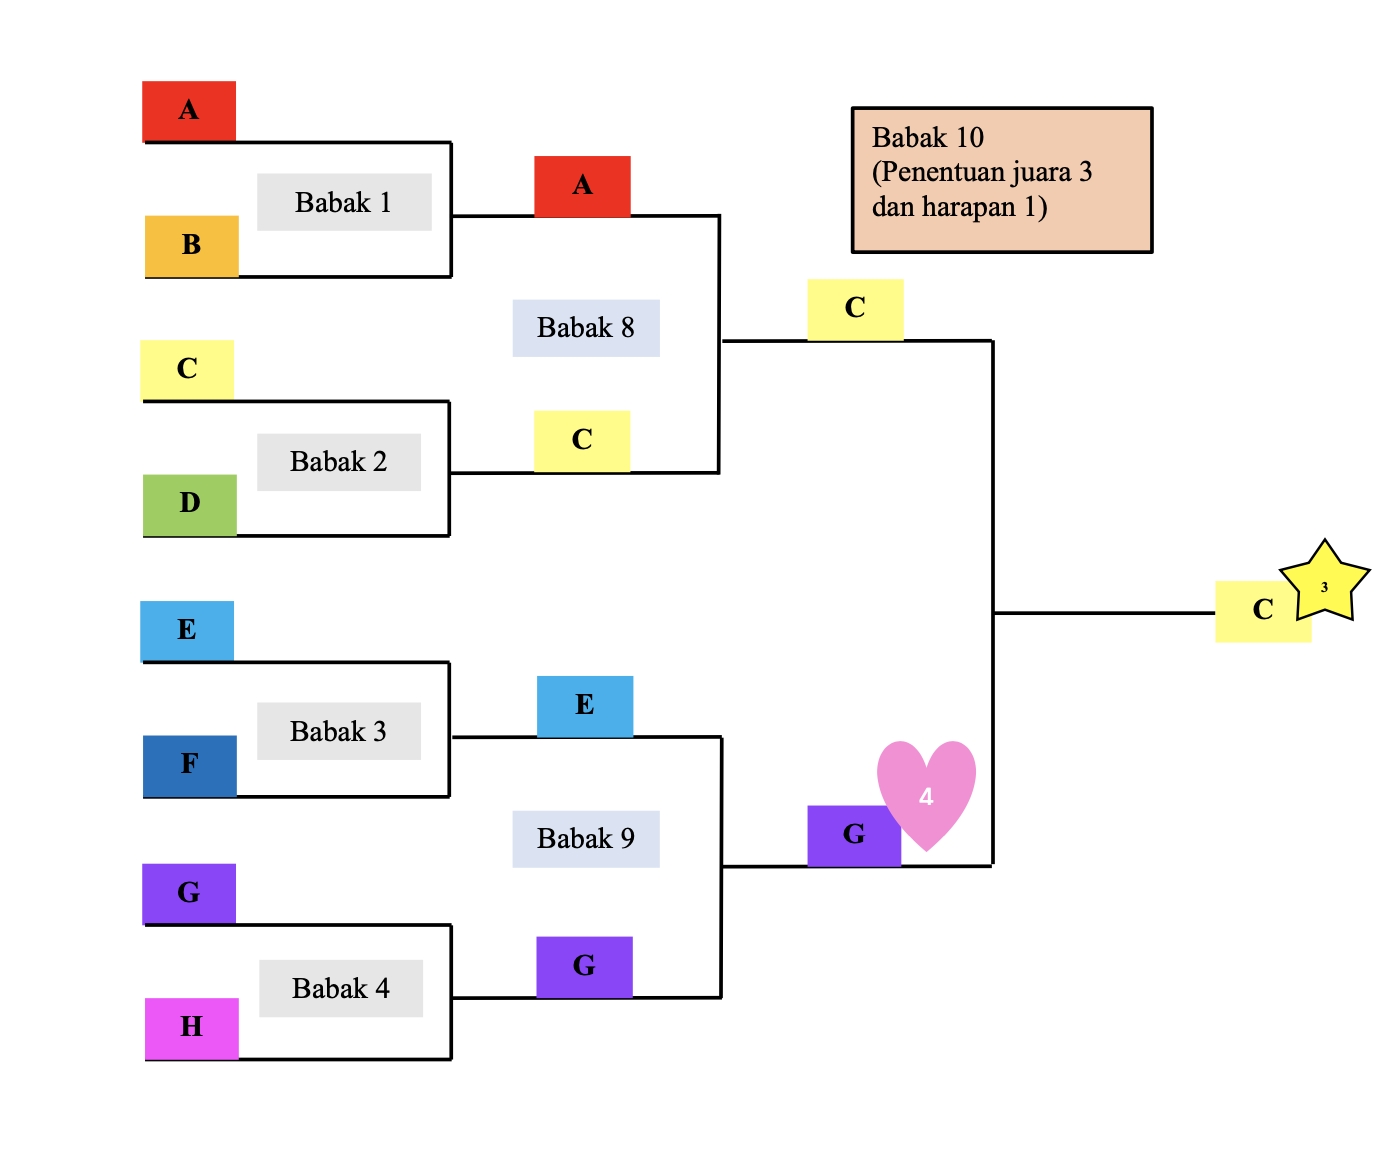 A
Babak 1
B
A
Babak 10
(Penentuan juara 3
dan harapan 1)
C
Babak 8
C
Babak 2
D
C
E
Babak 3
F
E
Babak 9
G
4
C
3
G
Babak 4
H
G